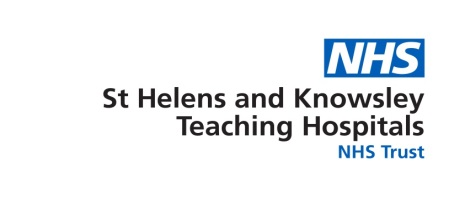 NHS
St Helens and Knowsley
Teaching Hospitals
NHS Trust